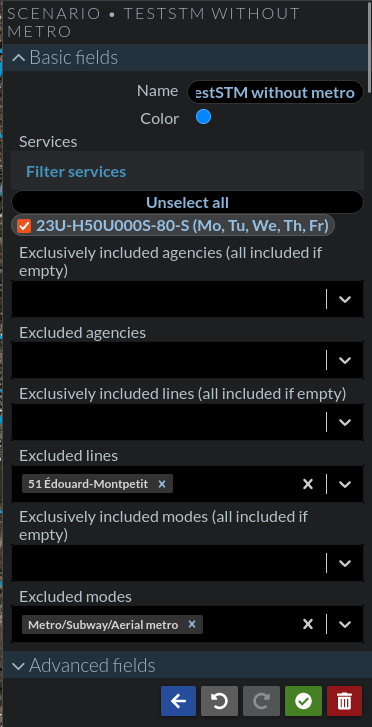 SCENARIO • TESTSTM WITHOUT
METRO
Basic fields
Name estSTM without metro
Color
Services
Filter services
Unselect all
23U-H50U000S-80-S (Mo, Tu, We, Th, Fr)
Exclusively included agencies (all included if
empty)
Excluded agencies
Exclusively included lines (all included if empty)
Excluded lines
51 Édouard-Montpetit ×
Exclusively included modes (all included if
empty)
Excluded modes
Metro/Subway/Aerial metro ×
Advanced fields